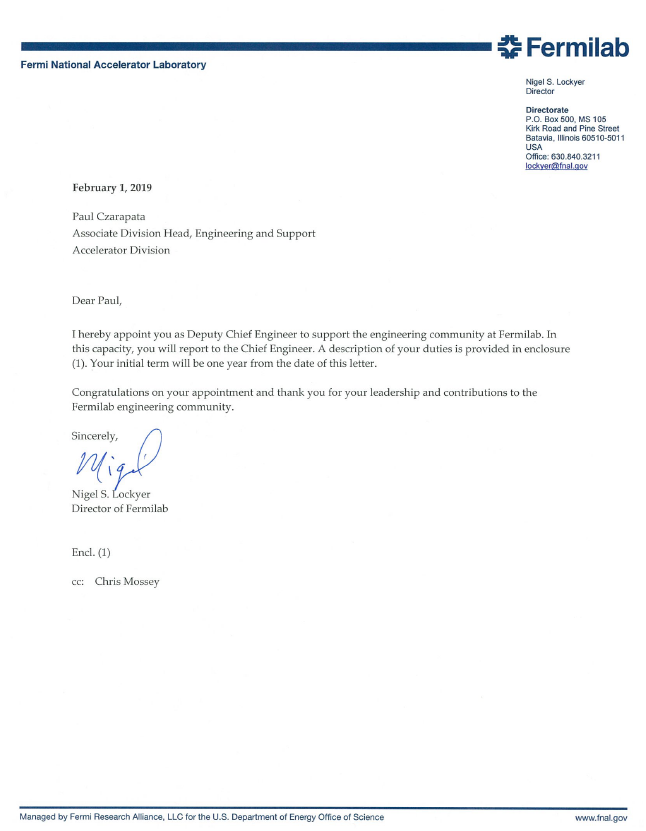 Fermilab
Fermi National Accelerator Laboratory
Nigel S. Lockyer
Director
Directorate
P.O. Box 500, MS 105
Kirk Road and Pine Street
Batavia, Illinois 60510-5011
USA
Office: 630.840.3211
lockyer@fnal.gov
February 1, 2019
Paul Czarapata
Associate Division Head, Engineering and Support
Accelerator Division
Dear Paul,
I hereby appoint you as Deputy Chief Engineer to support the engineering community at Fermilab. In
this capacity, you will report to the Chief Engineer. A description of your duties is provided in enclosure
(1). Your initial term will be one year from the date of this letter.
Congratulations on your appointment and thank you for your leadership and contributions to the
Fermilab engineering community.
Sincerely,
Nigel
Nigel S. Lockyer
Director of Fermilab
Encl. (1)
cc: Chris Mossey
Managed by Fermi Research Alliance, LLC for the U.S. Department of Energy Office of Science
www.fnal.gov